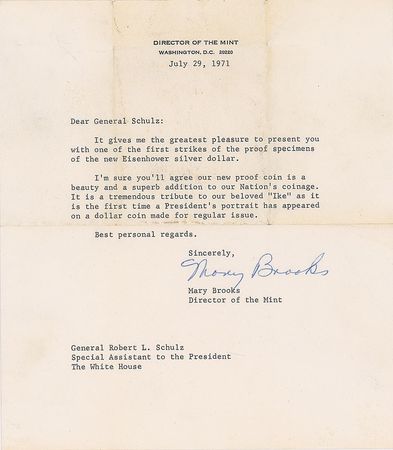 DIRECTOR OF THE MINT
WASHINGTON, D.C. 20220
July 29, 1971
Dear General Schulz:
It gives me the greatest pleasure to present you
with one of the first strikes of the proof specimens
of the new Eisenhower silver dollar.
I'm sure you'll agree our new proof coin is a
beauty and a superb addition to our Nation's coinage.
It is a tremendous tribute to our beloved "Ike" as it
is the first time a President's portrait has appeared
on a dollar coin made for regular issue.
Best personal regards.
Sincerely,
Mary Brooks
Mary Brooks
Director of the Mint
General Robert L. Schulz
Special Assistant to the President
The White House